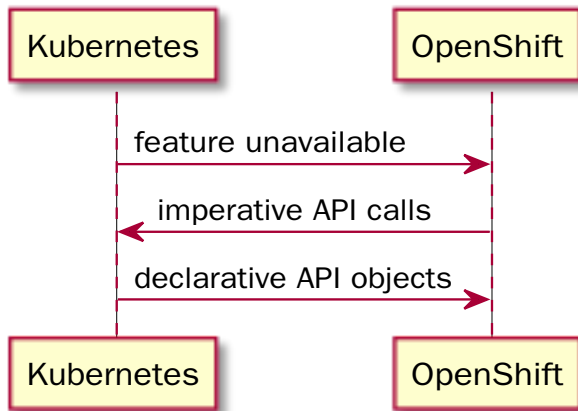 Kubernetes
OpenShift
feature unavailable
imperative API calls
declarative API objects
Kubernetes
OpenShift